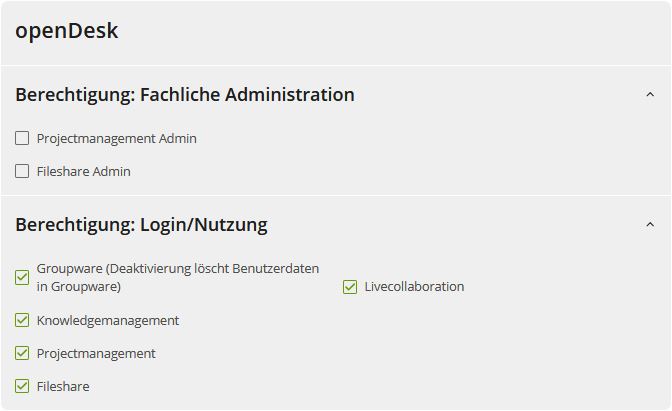 openDesk
Berechtigung: Fachliche Administration
Projectmanagement Admin
Fileshare Admin
Berechtigung: Login/Nutzung
Groupware (Deaktivierung löscht Benutzerdaten
in Groupware)
Livecollaboration
Knowledgemanagement
Projectmanagement
Fileshare